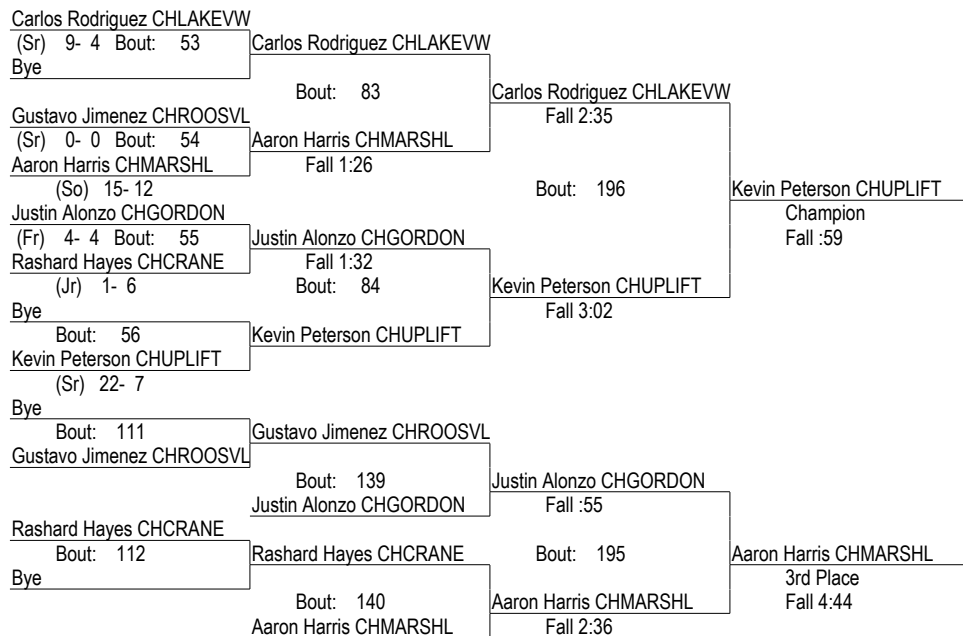 Carlos Rodriguez CHLAKEVW
(Sr) 9- 4 Bout: 53 Carlos Rodriguez CHLAKEVW
Bye
Bout: 83 Carlos Rodriguez CHLAKEVW
Gustavo Jimenez CHROOSVL Fall 2:35
(Sr) 0- 0 Bout: 54 Aaron Harris CHMARSHL
Aaron Harris CHMARSHL Fall 1:26
(So) 15- 12 Bout: 196 Kevin Peterson CHUPLIFT
Justin Alonzo CHGORDON Champion
(Fr) 4- 4 Bout: 55 Justin Alonzo CHGORDON Fall :59
Rashard Hayes CHCRANE Fall 1:32
(Jr) 1- 6 Bout: 84 Kevin Peterson CHUPLIFT
Bye Fall 3:02
Bout: 56 Kevin Peterson CHUPLIFT
Kevin Peterson CHUPLIFT
(Sr) 22- 7
Bye
Bout: 111 Gustavo Jimenez CHROOSVL
Gustavo Jimenez CHROOSVL
Bout: 139 Justin Alonzo CHGORDON
Justin Alonzo CHGORDON Fall :55
Rashard Hayes CHCRANE
Bout: 112 Rashard Hayes CHCRANE Bout: 195 Aaron Harris CHMARSHL
Bye 3rd Place
Bout: 140 Aaron Harris CHMARSHL Fall 4:44
Aaron Harris CHMARSHL Fall 2:36